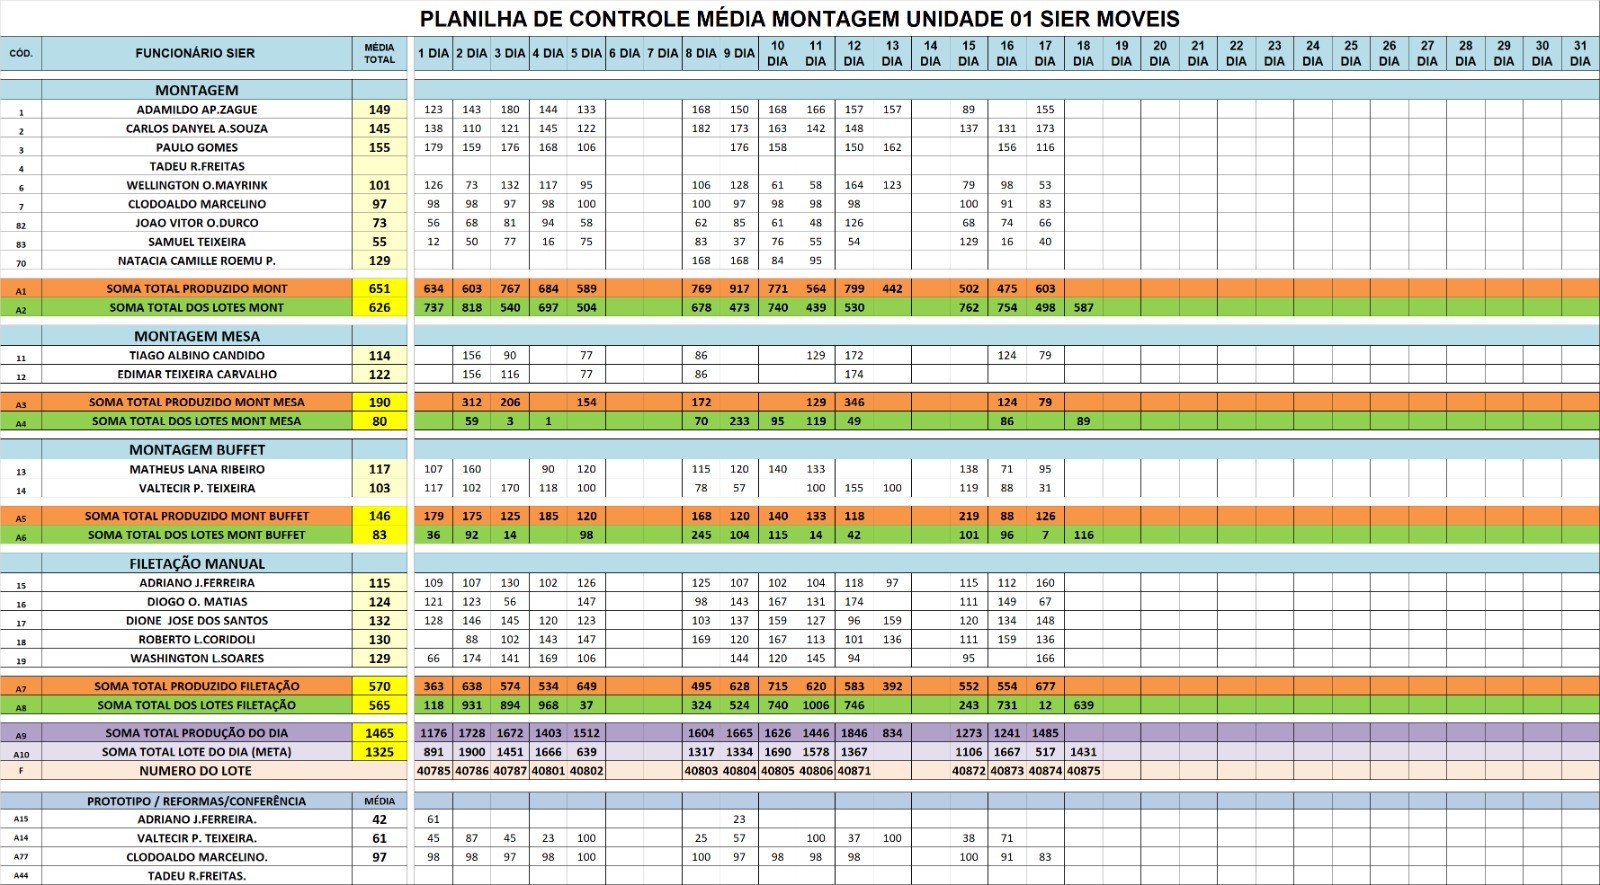 PLANILHA DE CONTROLE MÉDIA MONTAGEM UNIDADE 01 SIER MOVEIS
CÓD. FUNCIONÁRIO SIER MÉDIA TOTAL 1 DIA 2 DIA 3 DIA 4 DIA 5 DIA 6 DIA 7 DIA 8 DIA 9 DIA 10 DIA 11 DIA 12 DIA 13 DIA 14 DIA 15 DIA 16 DIA 17 DIA 18 DIA 19 DIA 20 DIA 21 DIA 22 DIA 23 DIA 24 DIA 25 DIA 26 DIA 27 DIA 28 DIA 29 DIA 30 DIA 31 DIA
MONTAGEM
1 ADAMILDO AP.ZAGUE 149 123 143 180 144 133 168 150 168 166 157 157 89 155
2 CARLOS DANYEL A.SOUZA 145 138 110 121 145 122 182 173 163 142 148 137 131 173
3 PAULO GOMES 155 179 159 176 168 106 176 158 150 162 156 116
4 TADEU R.FREITAS
6 WELLINGTON O.MAYRINK 101 126 73 132 117 95 106 128 61 58 164 123 79 98 53
7 CLODOALDO MARCELINO 97 98 98 97 98 100 100 97 98 98 98 100 91 83
82 JOAO VITOR O.DURCO 73 56 68 81 94 58 62 85 61 48 126 68 74 66
83 SAMUEL TEIXEIRA 55 12 50 77 16 75 83 37 76 55 54 129 16 40
70 NATACIA CAMILLE ROEMU P. 129 168 168 84 95
A1 SOMA TOTAL PRODUZIDO MONT 651 634 603 767 684 589 769 917 771 564 799 442 502 475 603
A2 SOMA TOTAL DOS LOTES MONT 626 737 818 540 697 504 678 473 740 439 530 762 754 498 587
MONTAGEM MESA
11 TIAGO ALBINO CANDIDO 114 156 90 77 86 129 172 124 79
12 EDIMAR TEIXEIRA CARVALHO 122 156 116 77 86 174
A3 SOMA TOTAL PRODUZIDO MONT MESA 190 312 206 154 172 129 346 124 79
A4 SOMA TOTAL DOS LOTES MONT MESA 80 59 3 1 70 233 95 119 49 86 89
MONTAGEM BUFFET
13 MATHEUS LANA RIBEIRO 117 107 160 90 120 115 120 140 133 138 71 95
14 VALTECIR P. TEIXEIRA 103 117 102 170 118 100 78 57 100 155 100 119 88 31
A5 SOMA TOTAL PRODUZIDO MONT BUFFET 146 179 175 125 185 120 168 120 140 133 118 219 88 126
A6 SOMA TOTAL DOS LOTES MONT BUFFET 83 36 92 14 98 245 104 115 14 42 101 96 7 116
FILETAÇÃO MANUAL
15 ADRIANO J.FERREIRA 115 109 107 130 102 126 125 107 102 104 118 97 115 112 160
16 DIOGO O. MATIAS 124 121 123 56 147 98 143 167 131 174 111 149 67
17 DIONE JOSE DOS SANTOS 132 128 146 145 120 123 103 137 159 127 96 159 120 134 148
18 ROBERTO L.CORIDOLI 130 88 102 143 147 169 120 167 113 101 136 111 159 136
19 WASHINGTON L.SOARES 129 66 174 141 169 106 144 120 145 94 95 166
A7 SOMA TOTAL PRODUZIDO FILETAÇÃO 570 363 638 574 534 649 495 628 715 620 583 392 552 554 677
A8 SOMA TOTAL DOS LOTES FILETAÇÃO 565 118 931 894 968 37 324 524 740 1006 746 243 731 12 639
A9 SOMA TOTAL PRODUÇÃO DO DIA 1465 1176 1728 1672 1403 1512 1604 1665 1626 1446 1846 834 1273 1241 1485
A10 SOMA TOTAL LOTE DO DIA (META) 1325 891 1900 1451 1666 639 1317 1334 1690 1578 1367 1106 1667 517 1431
F NUMERO DO LOTE 40785 40786 40787 40801 40802 40803 40804 40805 40806 40871 40872 40873 40874 40875
PROTOTIPO / REFORMAS/CONFERÊNCIA MÉDIA
A15 ADRIANO J.FERREIRA. 42 61 23
A14 VALTECIR P. TEIXEIRA. 61 45 87 45 23 100 25 57 100 37 100 38 71
A77 CLODOALDO MARCELINO. 97 98 98 97 98 100 100 97 98 98 98 100 91 83
A44 TADEU R.FREITAS.